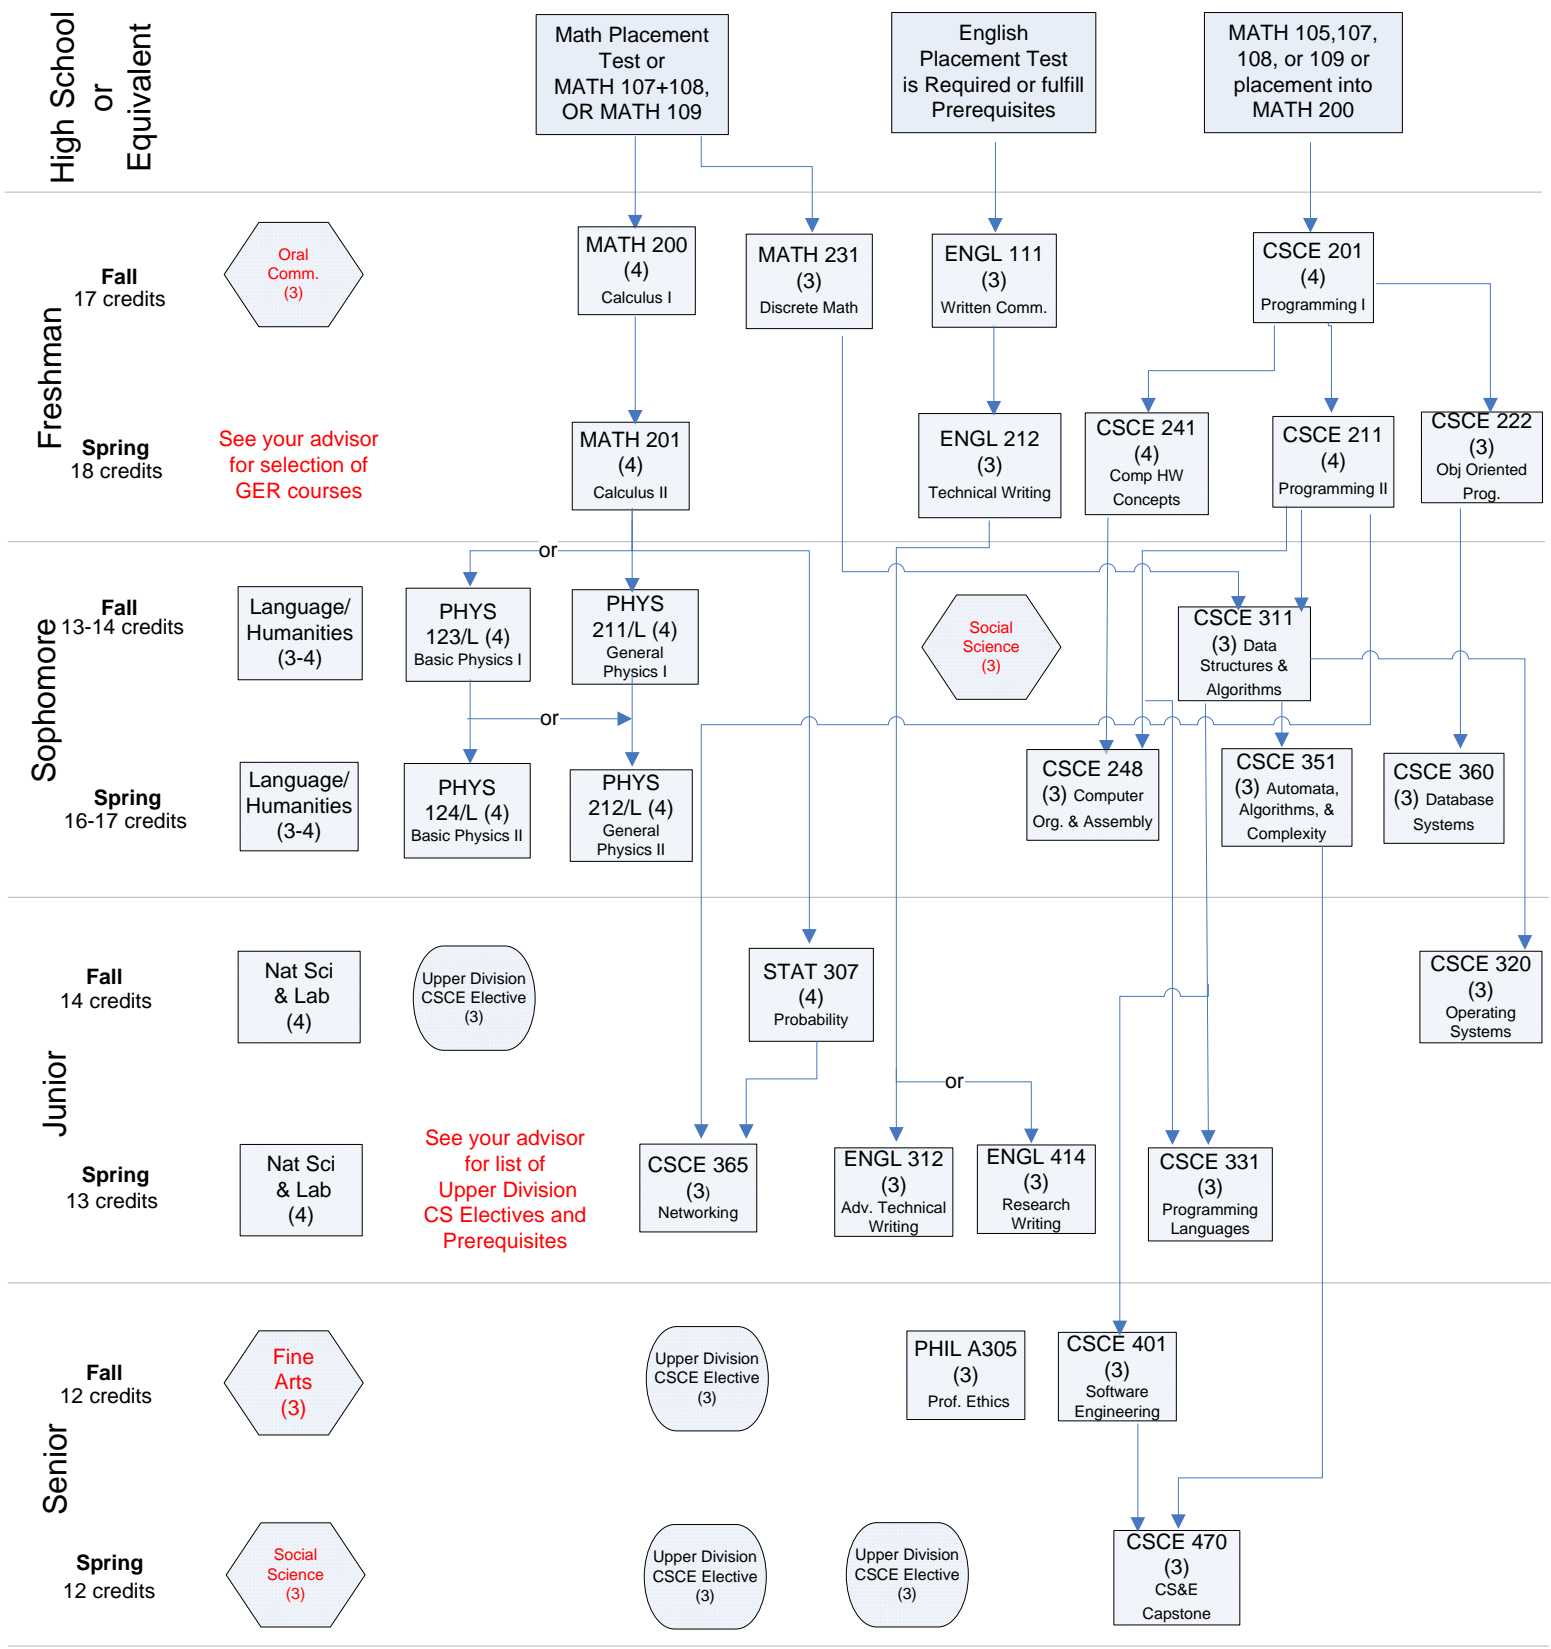 High School
or
Equivalent
Math Placement
Test or
MATH 107+108,
OR MATH 109
English
Placement Test
is Required or fulfill
Prerequisites
MATH 105,107,
108, or 109 or
placement into
MATH 200
Freshman
Fall
17 credits
Oral
Comm.
(3)
MATH 200
(4)
Calculus I
MATH 231
(3)
Discrete Math
ENGL 111
(3)
Written Comm.
CSCE 201
(4)
Programming I
Spring
18 credits
See your advisor
for selection of
GER courses
MATH 201
(4)
Calculus II
ENGL 212
(3)
Technical Writing
CSCE 241
(4)
Comp HW
Concepts
CSCE 211
(4)
Programming II
CSCE 222
(3)
Obj Oriented
Prog.
Sophomore
or
Fall
13-14 credits
Language/
Humanities
(3-4)
PHYS
123/L (4)
Basic Physics I
PHYS
211/L (4)
General
Physics I
Social
Science
(3)
CSCE 311
(3) Data
Structures &
Algorithms
or
Spring
16-17 credits
Language/
Humanities
(3-4)
PHYS
124/L (4)
Basic Physics II
PHYS
212/L (4)
General
Physics II
CSCE 248
(3) Computer
Org. & Assembly
CSCE 351
(3) Automata,
Algorithms, &
Complexity
CSCE 360
(3) Database
Systems
Junior
Fall
14 credits
Nat Sci
& Lab
(4)
Upper Division
CSCE Elective
(3)
STAT 307
(4)
Probability
CSCE 320
(3)
Operating
Systems
or
Spring
13 credits
Nat Sci
& Lab
(4)
See your advisor
for list of
Upper Division
CS Electives and
Prerequisites
CSCE 365
(3)
Networking
ENGL 312
(3)
Adv. Technical
Writing
ENGL 414
(3)
Research
Writing
CSCE 331
(3)
Programming
Languages
Senior
Fall
12 credits
Fine
Arts
(3)
Upper Division
CSCE Elective
(3)
PHIL A305
(3)
Prof. Ethics
CSCE 401
(3)
Software
Engineering
Spring
12 credits
Social
Science
(3)
Upper Division
CSCE Elective
(3)
Upper Division
CSCE Elective
(3)
CSCE 470
(3)
CS&E
Capstone